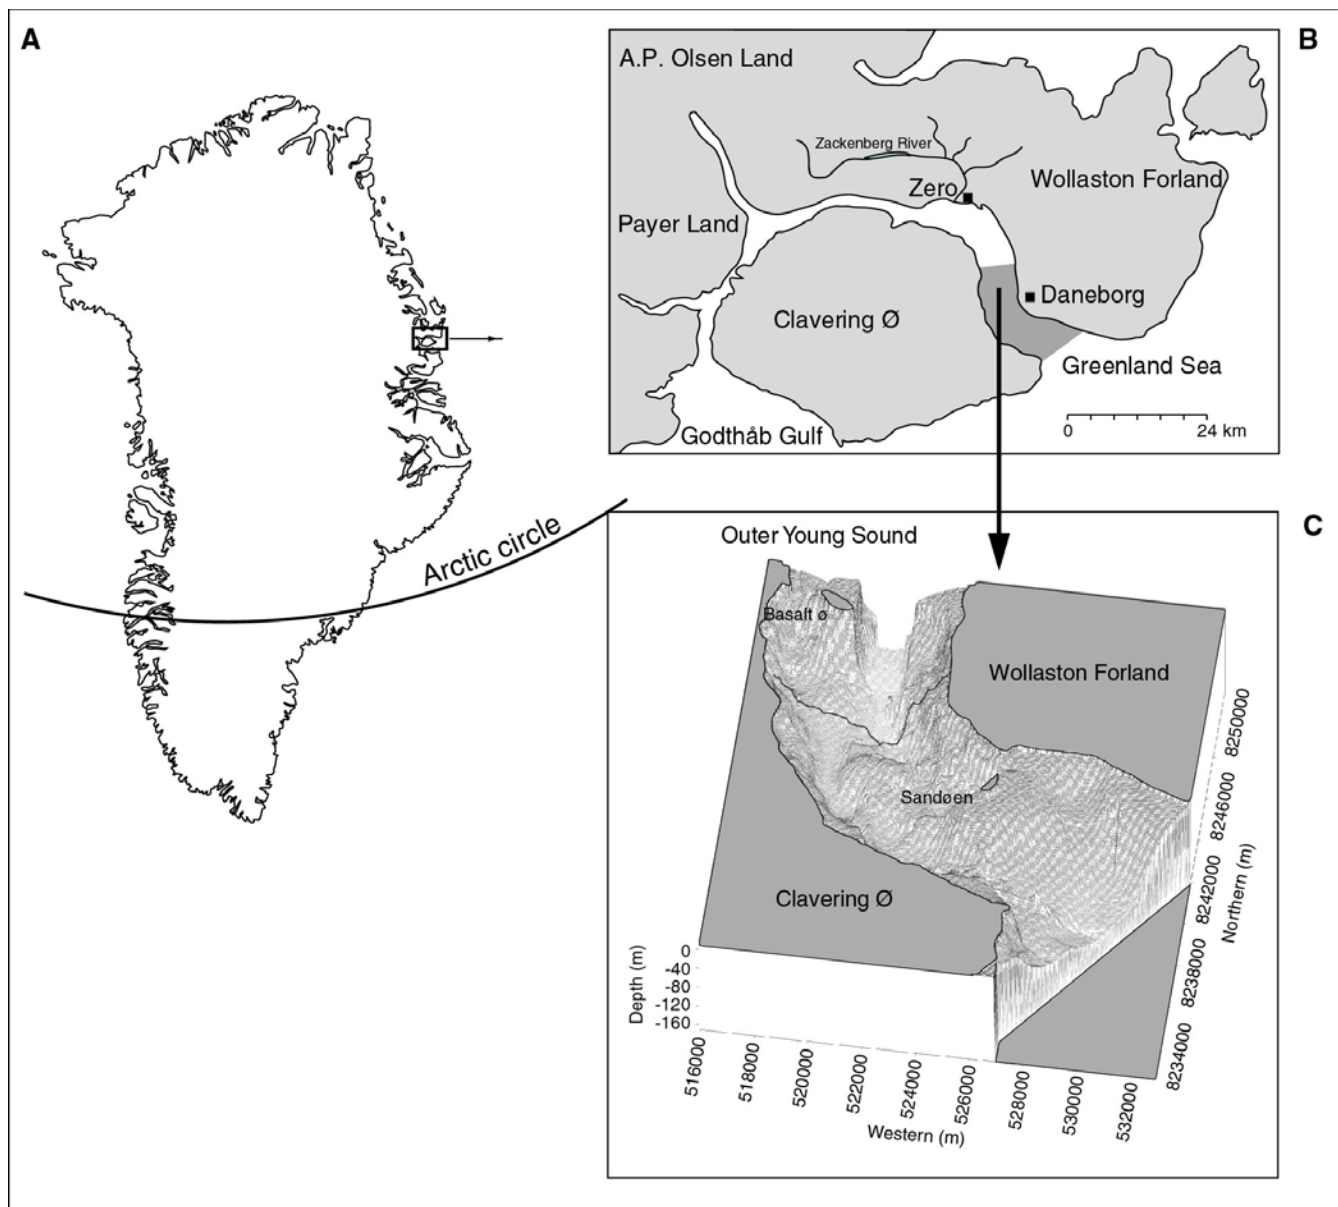 A
Arctic circle
B
A.P. Olsen Land
Zackenberg River
Zero
Wollaston Forland
Payer Land
Daneborg
Clavering Ø
Greenland Sea
Godthåb Gulf
0 24 km
C
Outer Young Sound
Basalt ø
Wollaston Forland
Sandøen
Clavering Ø
Depth (m)
0
-40
-80
-120
-160
516000 518000 520000 522000 524000 526000 528000 530000 532000
Western (m)
8234000 8238000 8242000 8246000 8250000
Northern (m)